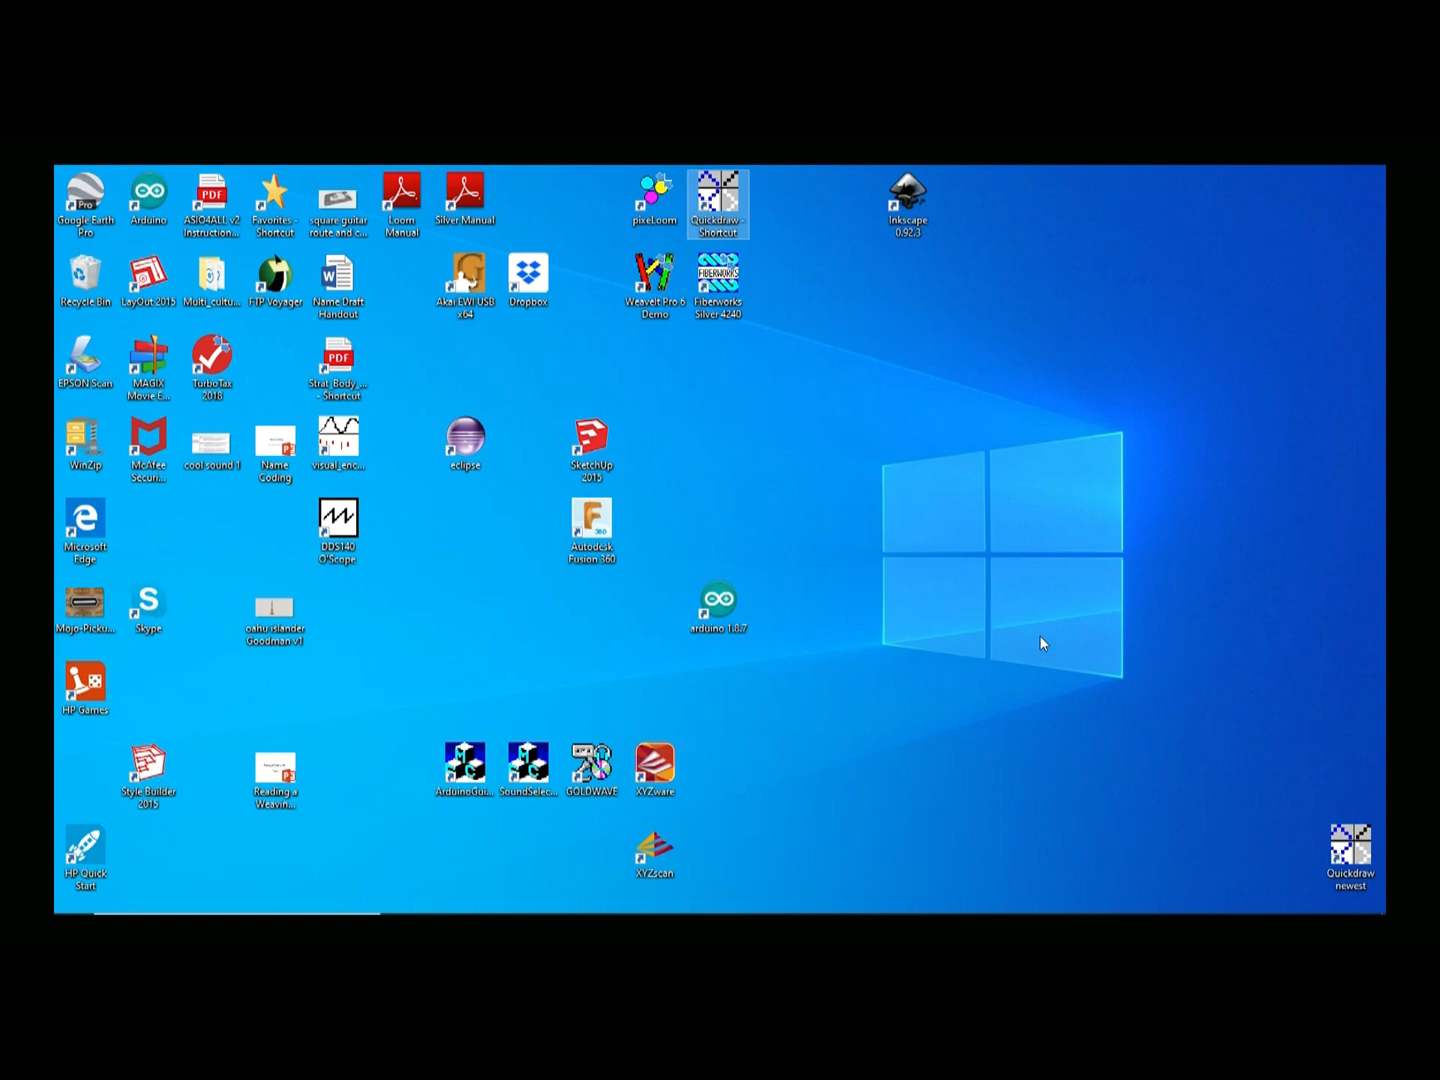 Google Earth
Pro
Arduino
ASIO4ALL v2
Instruction...
Favorites -
Shortcut
square guitar
route and c...
Loom
Manual
Silver Manual
pixeLoom
Quickdraw -
Shortcut
Inkscape
0.92.3
Recycle Bin
LayOut 2015
Multi_cultu...
FTP Voyager
Name Draft
Handout
Akai EWI USB
x64
Dropbox
WeaveIt Pro 6
Demo
FIBERWORKS
Fiberworks
Silver 4240
EPSON Scan
MAGIX
Movie E...
TurboTax
2018
PDF
Strat_Body_...
- Shortcut
WinZip
McAfee
Securi...
cool sound 1
Name
Coding
visual_enc...
eclipse
SketchUp
2015
Microsoft
Edge
DDS140
O'Scope
Autodesk
Fusion 360
Mojo-Picku...
Skype
oahu islander
Goodman v1
arduino 1.8.7
HP Games
Style Builder
2015
Reading a
Weavin...
ArduinoGui...
SoundSelec...
GOLDWAVE
XYZware
HP Quick
Start
XYZscan
Quickdraw
newest